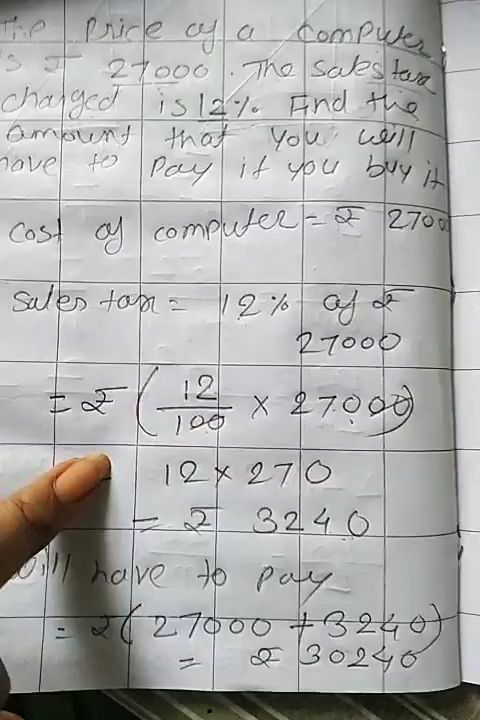 The Price of a Computer
is ₹ 27000. The sales tax
charged is 12%. Find the
amount that you will
have to pay if you buy it
cost of computer = ₹ 27000
sales tax = 12% of ₹
27000
= ₹ (12/100 × 27000)
12 × 270
= ₹ 3240
will have to pay
= ₹ (27000 + 3240)
= ₹ 30240